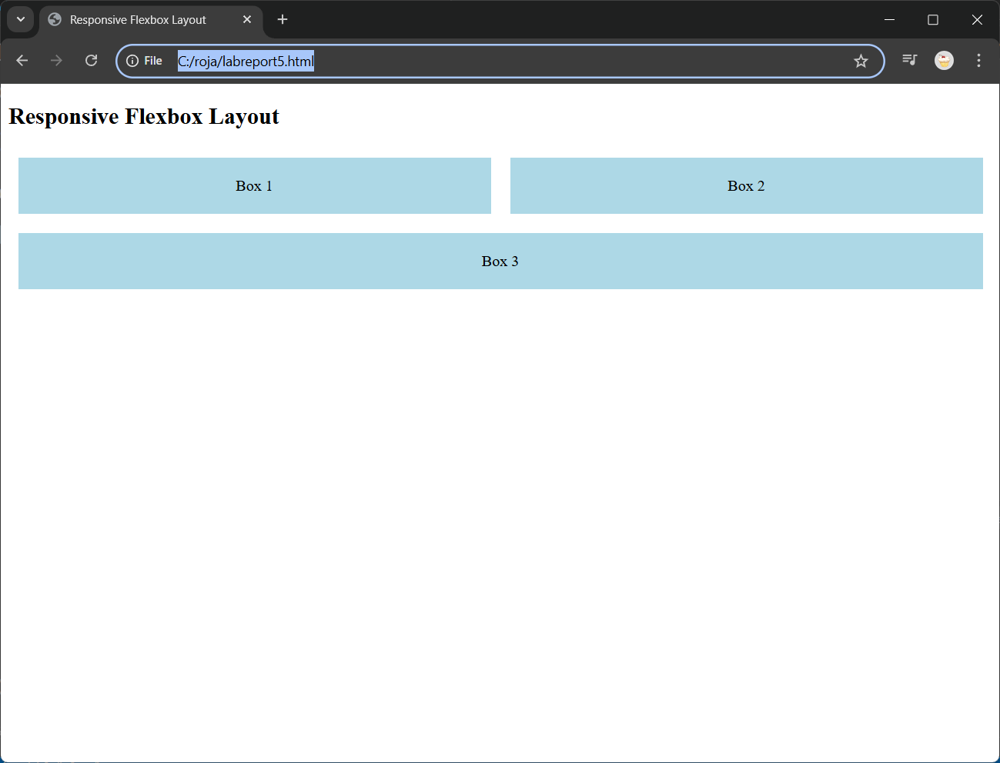 Responsive Flexbox Layout
File C:/roja/labreport5.html
Responsive Flexbox Layout
Box 1 Box 2
Box 3